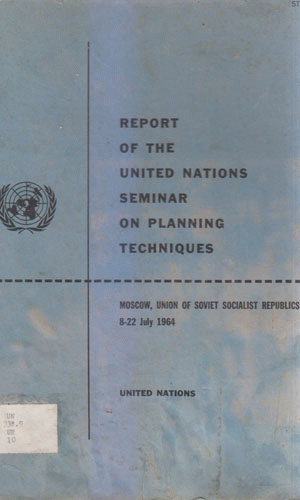 REPORT
OF THE
UNITED NATIONS
SEMINAR
ON PLANNING
TECHNIQUES
MOSCOW, UNION OF SOVIET SOCIALIST REPUBLICS
8-22 July 1964
UNITED NATIONS
10